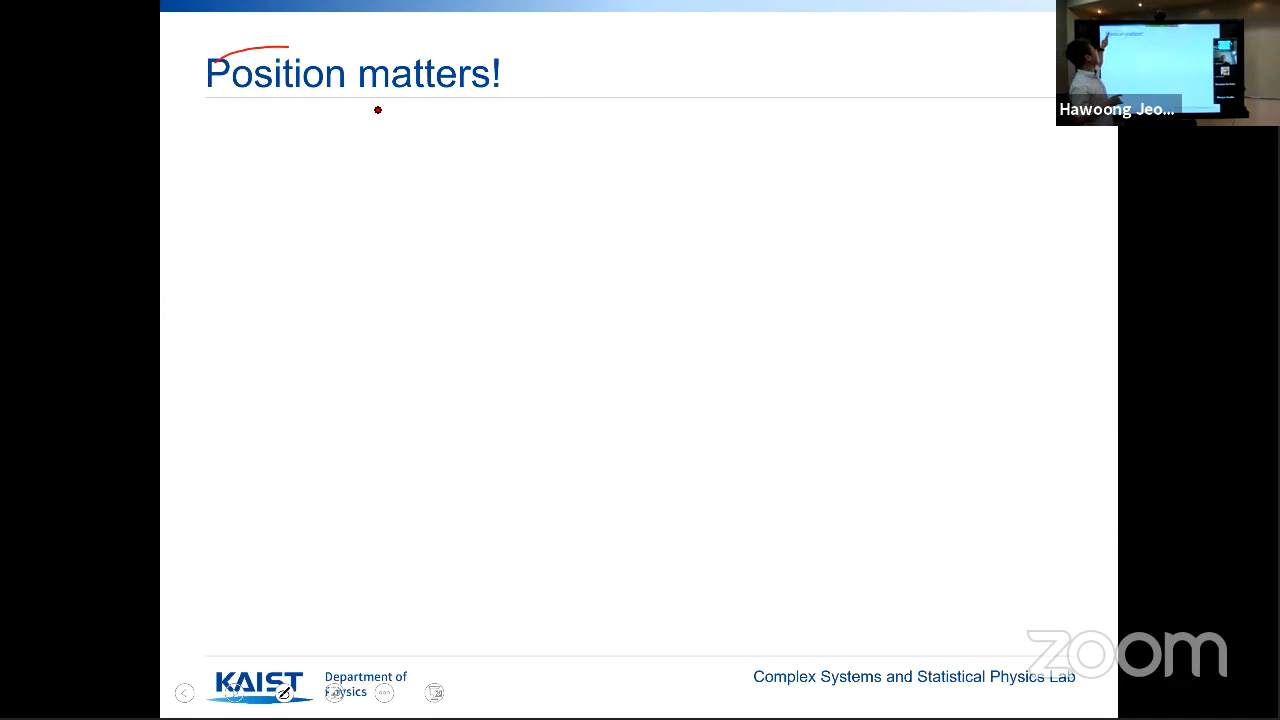 Position matters!
Hawoong Jeo...
KAIST
Department of
Physics
Complex Systems and Statistical Physics Lab
zoom